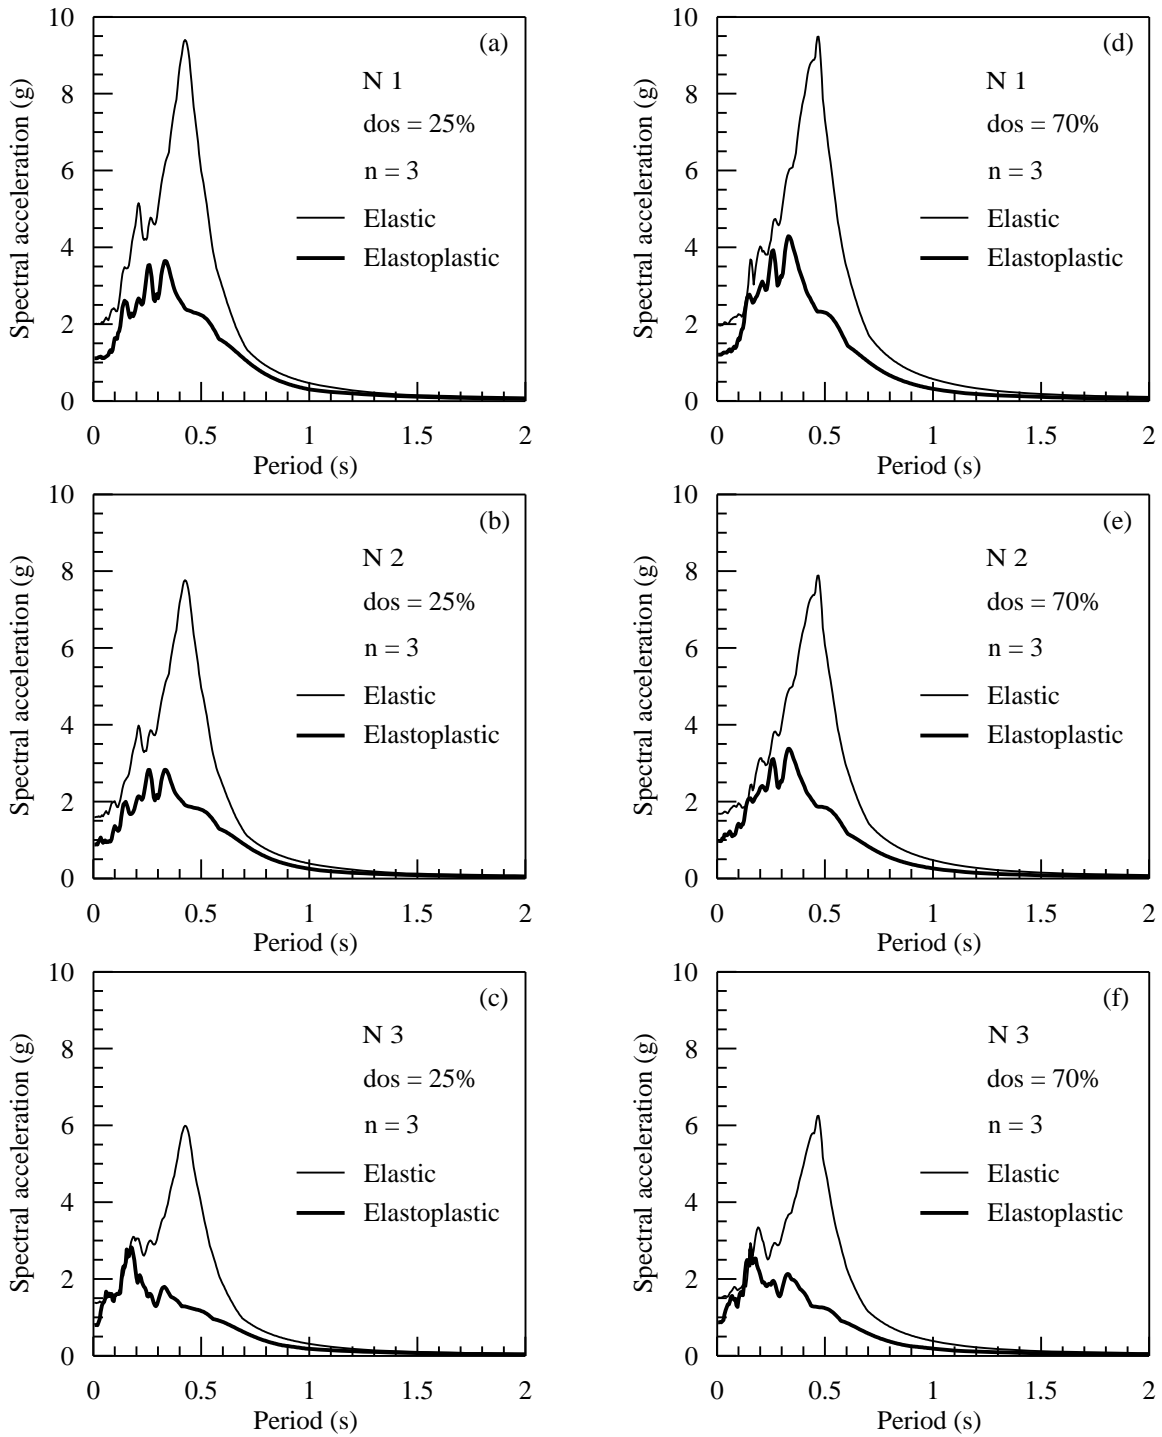 10
8
6
4
2
0
Spectral acceleration (g)
(a)
N 1
dos = 25%
n = 3
Elastic
Elastoplastic
0 0.5 1 1.5 2
Period (s)
10
8
6
4
2
0
Spectral acceleration (g)
(d)
N 1
dos = 70%
n = 3
Elastic
Elastoplastic
0 0.5 1 1.5 2
Period (s)
10
8
6
4
2
0
Spectral acceleration (g)
(b)
N 2
dos = 25%
n = 3
Elastic
Elastoplastic
0 0.5 1 1.5 2
Period (s)
10
8
6
4
2
0
Spectral acceleration (g)
(e)
N 2
dos = 70%
n = 3
Elastic
Elastoplastic
0 0.5 1 1.5 2
Period (s)
10
8
6
4
2
0
Spectral acceleration (g)
(c)
N 3
dos = 25%
n = 3
Elastic
Elastoplastic
0 0.5 1 1.5 2
Period (s)
10
8
6
4
2
0
Spectral acceleration (g)
(f)
N 3
dos = 70%
n = 3
Elastic
Elastoplastic
0 0.5 1 1.5 2
Period (s)